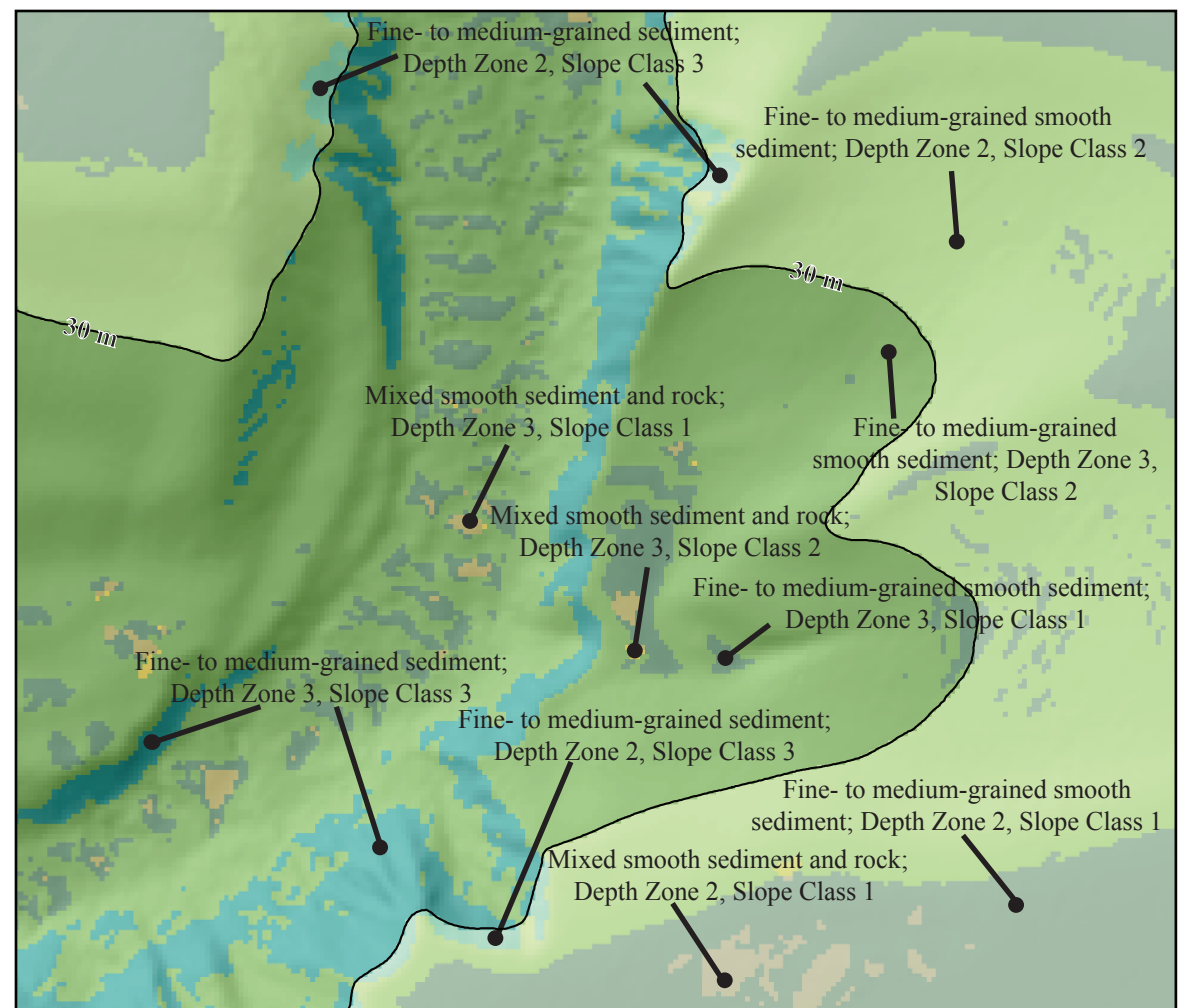 Fine- to medium-grained sediment;
Depth Zone 2, Slope Class 3
Fine- to medium-grained smooth
sediment; Depth Zone 2, Slope Class 2
30 m
30 m
Mixed smooth sediment and rock;
Depth Zone 3, Slope Class 1
Fine- to medium-grained
smooth sediment; Depth Zone 3,
Slope Class 2
Mixed smooth sediment and rock;
Depth Zone 3, Slope Class 2
Fine- to medium-grained smooth sediment;
Depth Zone 3, Slope Class 1
Fine- to medium-grained sediment;
Depth Zone 3, Slope Class 3
Fine- to medium-grained sediment;
Depth Zone 2, Slope Class 3
Fine- to medium-grained smooth
sediment; Depth Zone 2, Slope Class 1
Mixed smooth sediment and rock;
Depth Zone 2, Slope Class 1